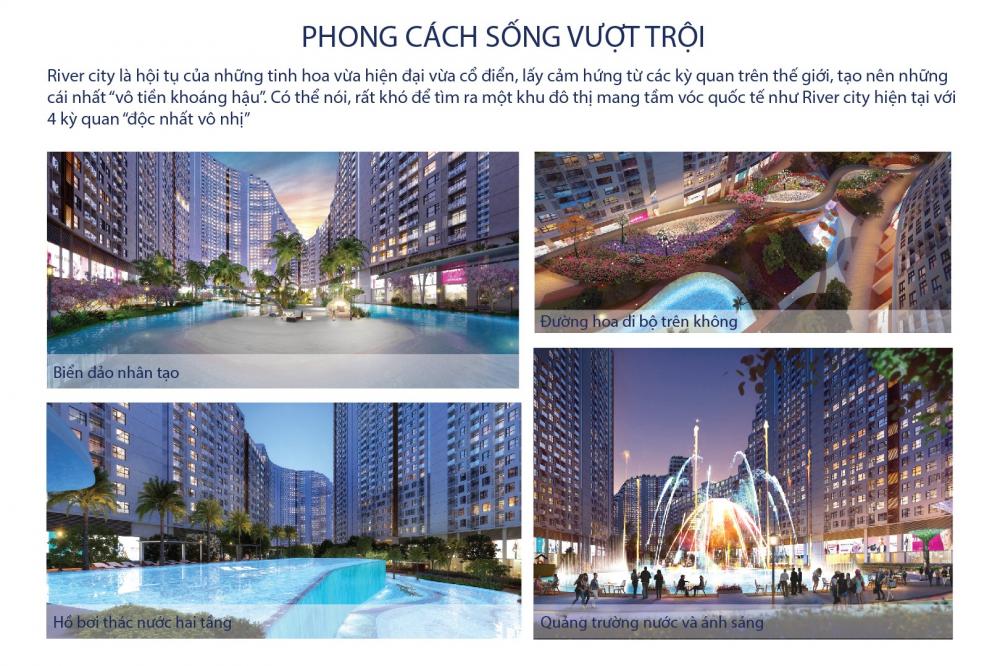 PHONG CÁCH SỐNG VƯỢT TRỘI
River city là hội tụ của những tinh hoa vừa hiện đại vừa cổ điển, lấy cảm hứng từ các kỳ quan trên thế giới, tạo nên những
cái nhất “vô tiền khoáng hậu”. Có thể nói, rất khó để tìm ra một khu đô thị mang tầm vóc quốc tế như River city hiện tại với
4 kỳ quan “độc nhất vô nhị”
Biển đảo nhân tạo
Đường hoa di bộ trên không
Hồ bơi thác nước hai tầng
Quảng trường nước và ánh sáng